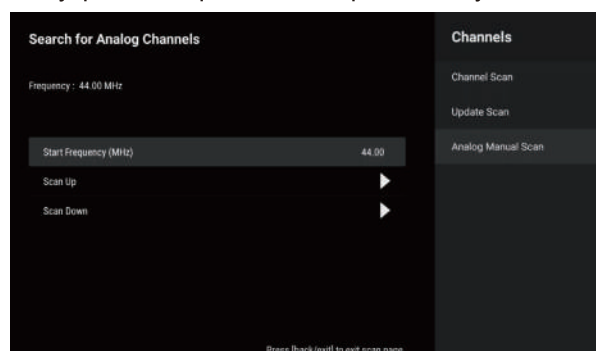 Search for Analog Channels
Frequency : 44.00 MHz
Start Frequency (MHz) 44.00
Scan Up
Scan Down
Press [back/exit] to exit scan page
Channels
Channel Scan
Update Scan
Analog Manual Scan